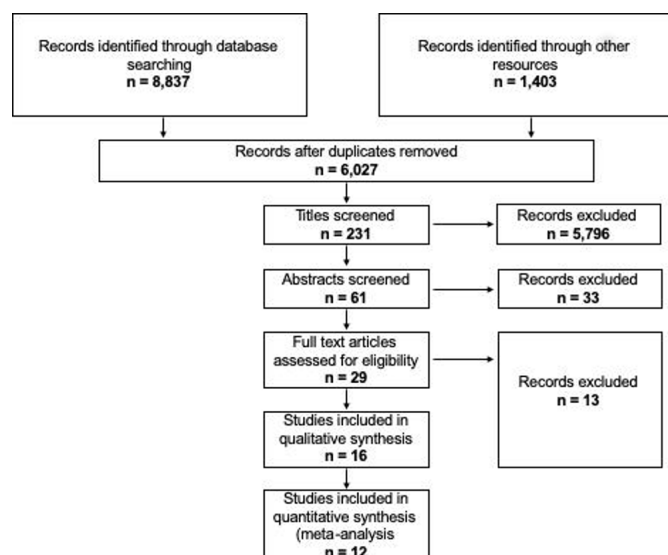 Records identified through database
searching
n = 8,837
Records identified through other
resources
n = 1,403
Records after duplicates removed
n = 6,027
Titles screened
n = 231
Records excluded
n = 5,796
Abstracts screened
n = 61
Records excluded
n = 33
Full text articles
assessed for eligibility
n = 29
Records excluded
n = 13
Studies included in
qualitative synthesis
n = 16
Studies included in
quantitative synthesis
(meta-analysis
n = 12